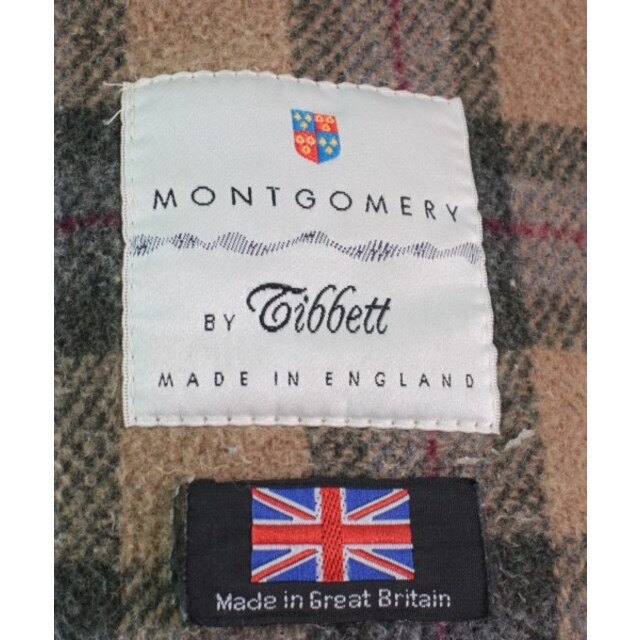 MONTGOMERY
BY Tibbett
MADE IN ENGLAND
Made in Great Britain